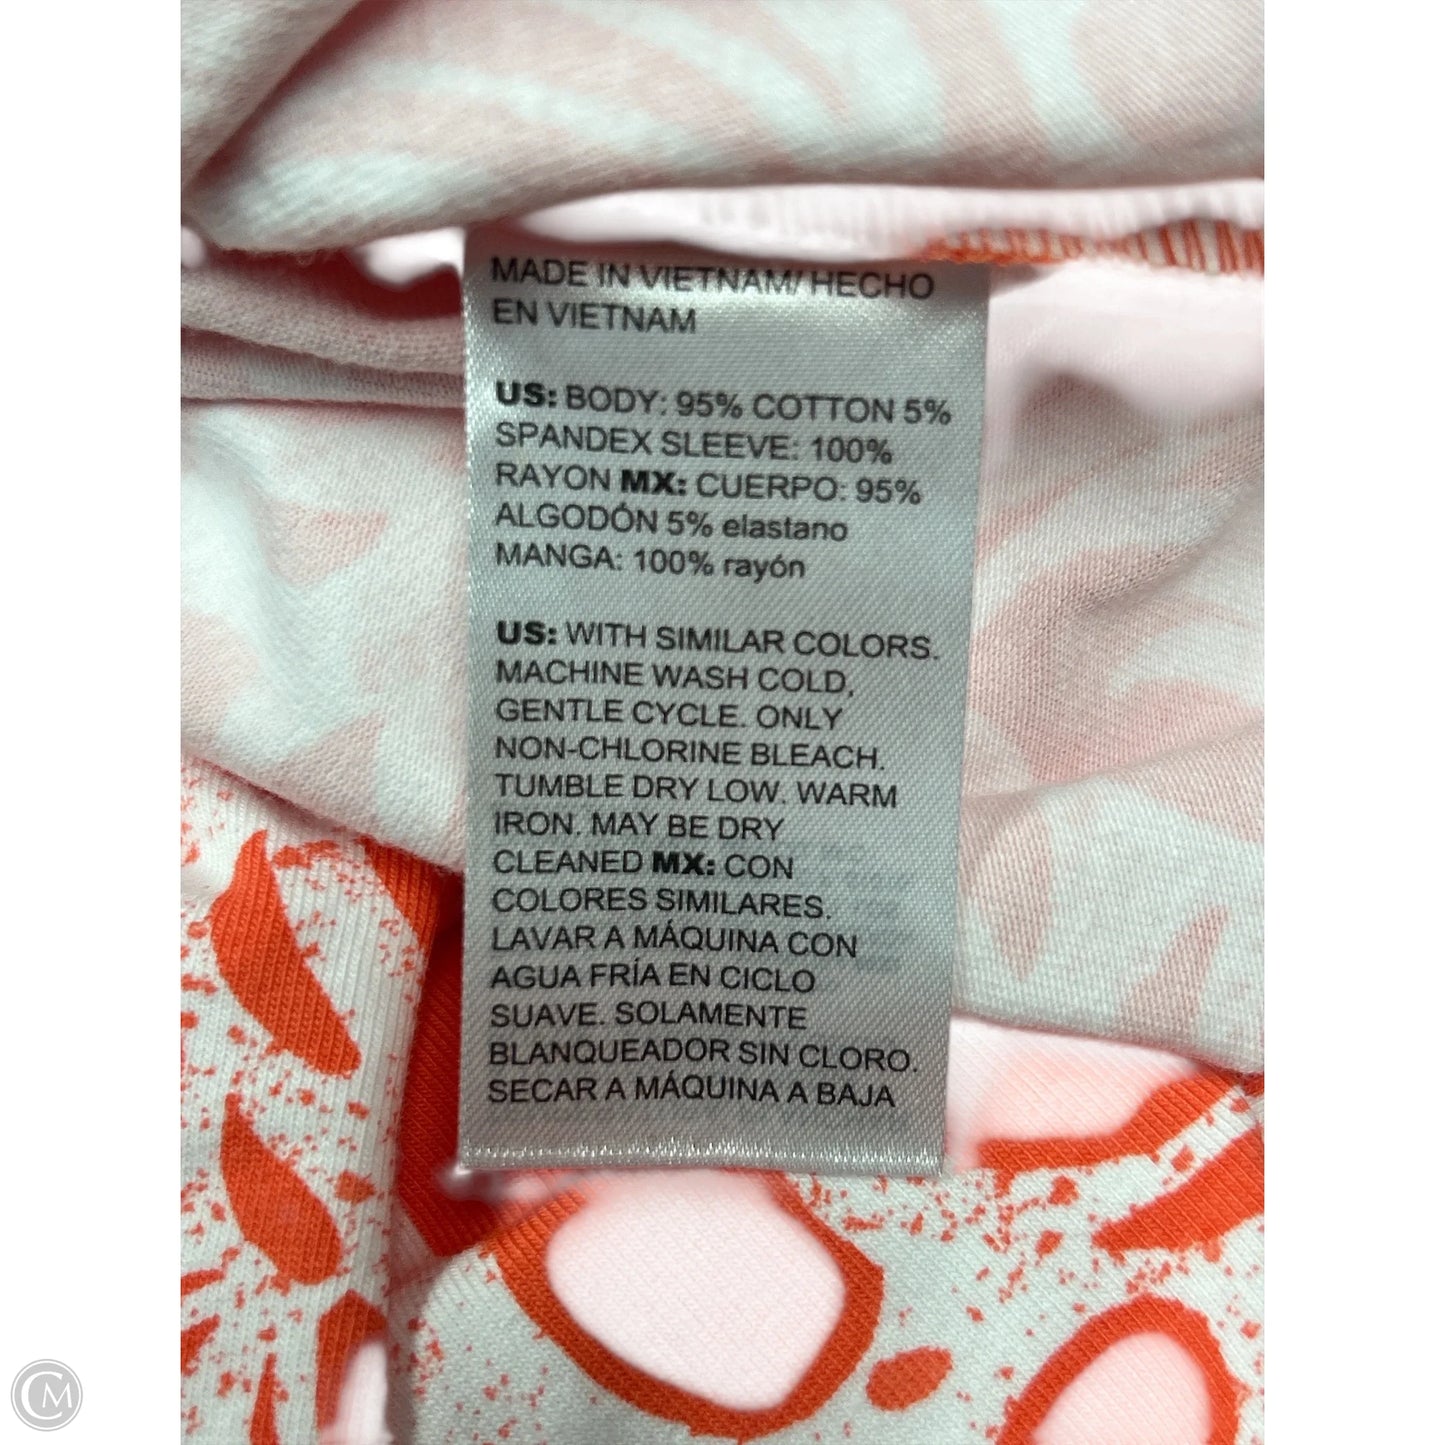 MADE IN VIETNAM/ HECHO
EN VIETNAM
US: BODY: 95% COTTON 5%
SPANDEX SLEEVE: 100%
RAYON MX: CUERPO: 95%
ALGODÓN 5% elastano
MANGA: 100% rayón
US: WITH SIMILAR COLORS.
MACHINE WASH COLD,
GENTLE CYCLE. ONLY
NON-CHLORINE BLEACH.
TUMBLE DRY LOW. WARM
IRON. MAY BE DRY
CLEANED MX: CON
COLORES SIMILARES.
LAVAR A MÁQUINA CON
AGUA FRÍA EN CICLO
SUAVE. SOLAMENTE
BLANQUEADOR SIN CLORO.
SECAR A MÁQUINA A BAJA
CM